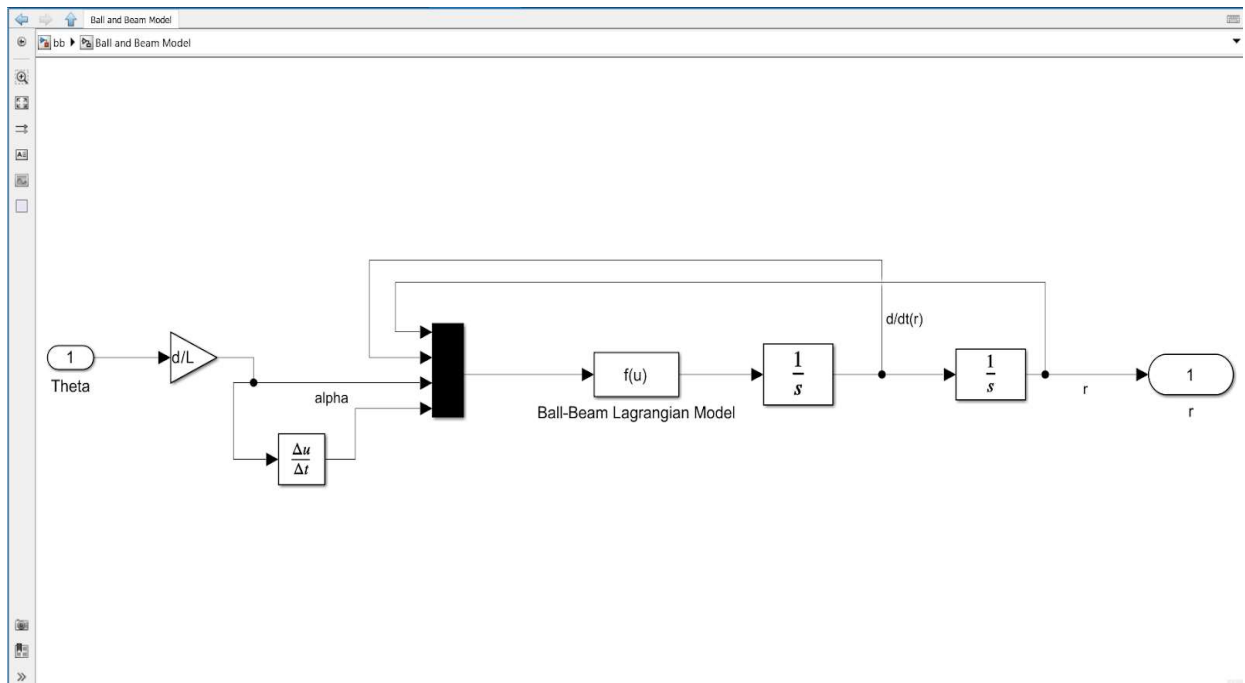 Ball and Beam Model
bb Ball and Beam Model
d/dt(r)
1
Theta
d/L
alpha
Δu
Δt
f(u)
Ball-Beam Lagrangian Model
1
s
1
s
r
1
r